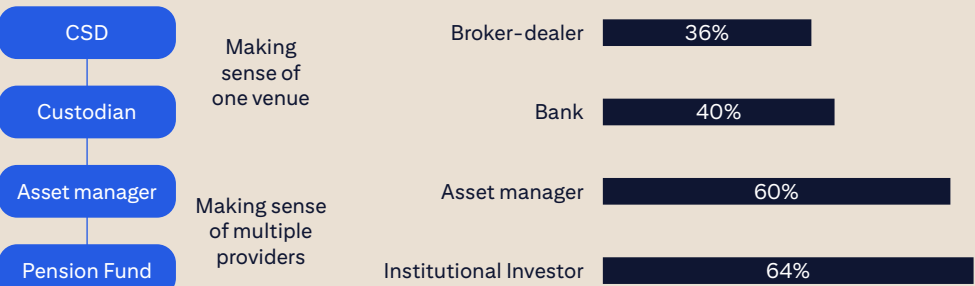 CSD
Making
sense of
one venue
Custodian
Asset manager
Making sense
of multiple
providers
Pension Fund
Broker-dealer 36%
Bank 40%
Asset manager 60%
Institutional Investor 64%